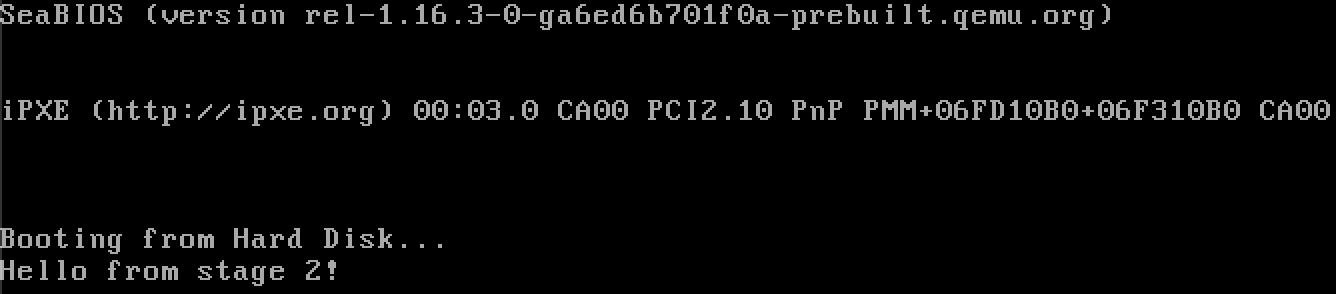 SeaBIOS (version rel-1.16.3-0-ga6ed6b701f0a-prebuilt.qemu.org)
iPXE (http://ipxe.org) 00:03.0 CA00 PCI2.10 PnP PMM+06FD10B0+06F310B0 CA00
Booting from Hard Disk...
Hello from stage 2!